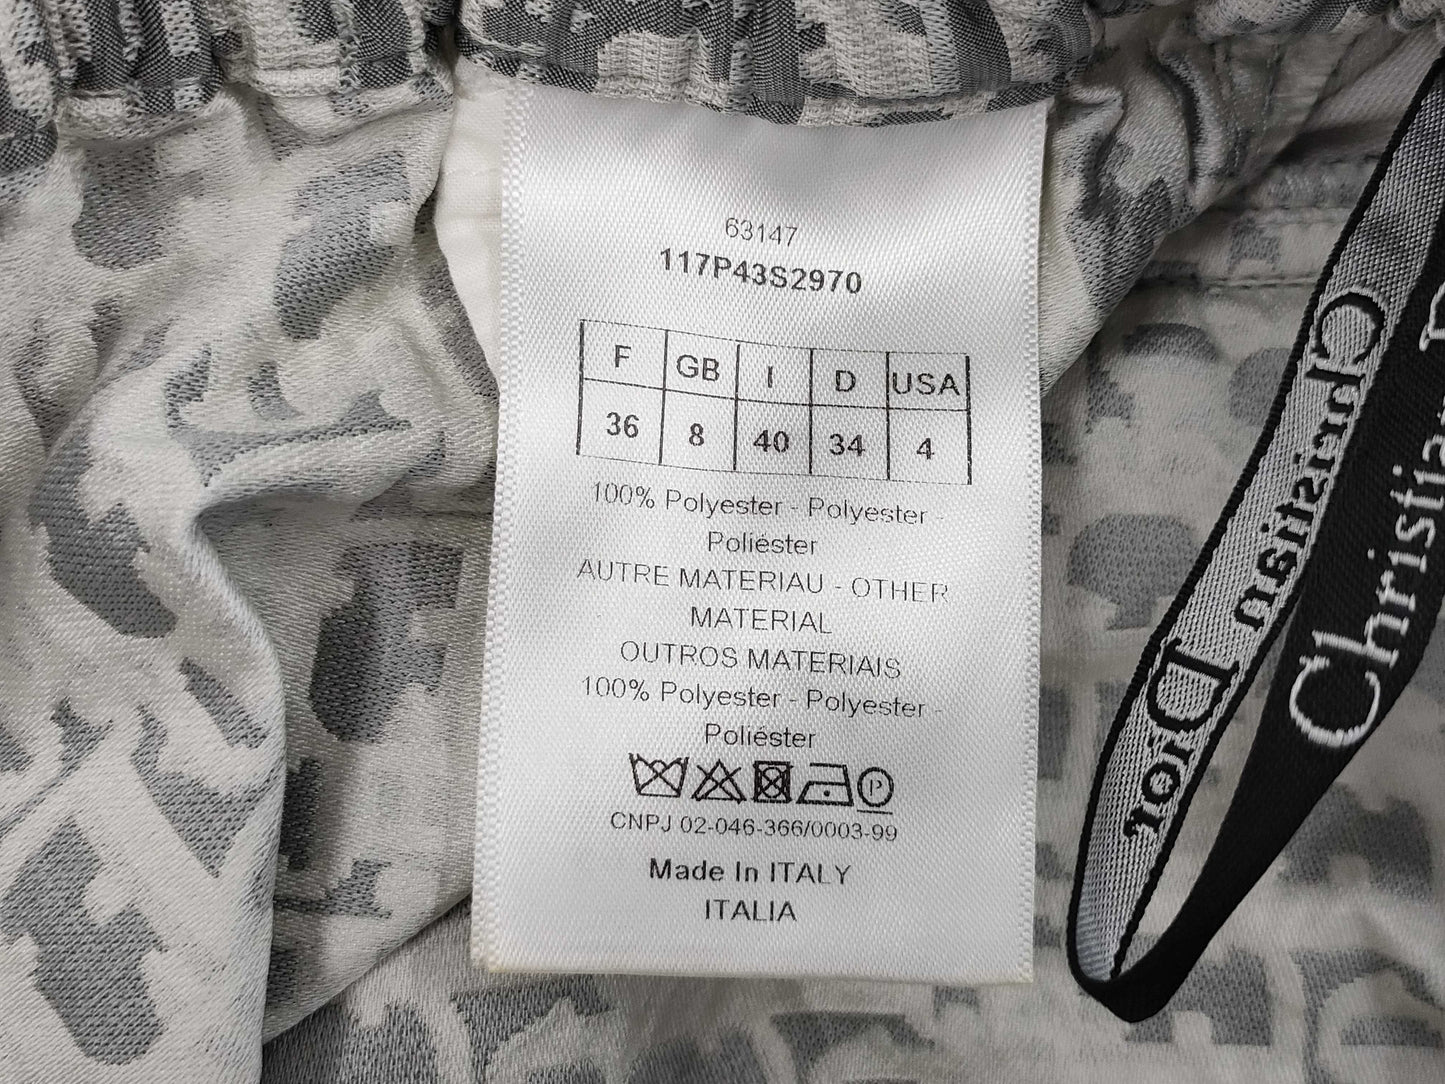 63147
117P43S2970
F GB I D USA
36 8 40 34 4
100% Polyester - Polyester -
Poliéster
AUTRE MATERIAU - OTHER
MATERIAL
OUTROS MATERIAIS
100% Polyester - Polyester -
Poliéster
P
CNPJ 02-046-366/0003-99
Made In ITALY
ITALIA
Christian Dior
Christian D